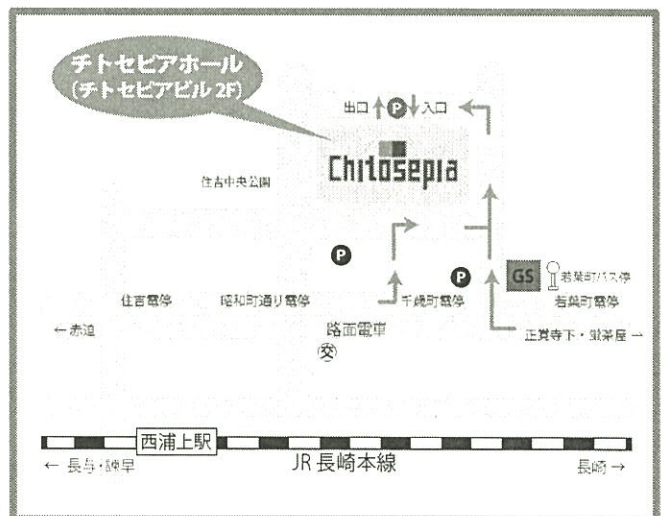 チトセピアホール
(チトセピアビル 2F)
出口 P 入口
Chitosepia
住吉中央公園
P
P
GS
若葉町バス停
住吉電停
昭和町通り電停
千歳町電停
若葉町電停
← 赤迫
路面電車
交
正覚寺下・蛍茶屋 →
西浦上駅
← 長与・諫早
JR 長崎本線
長崎 →